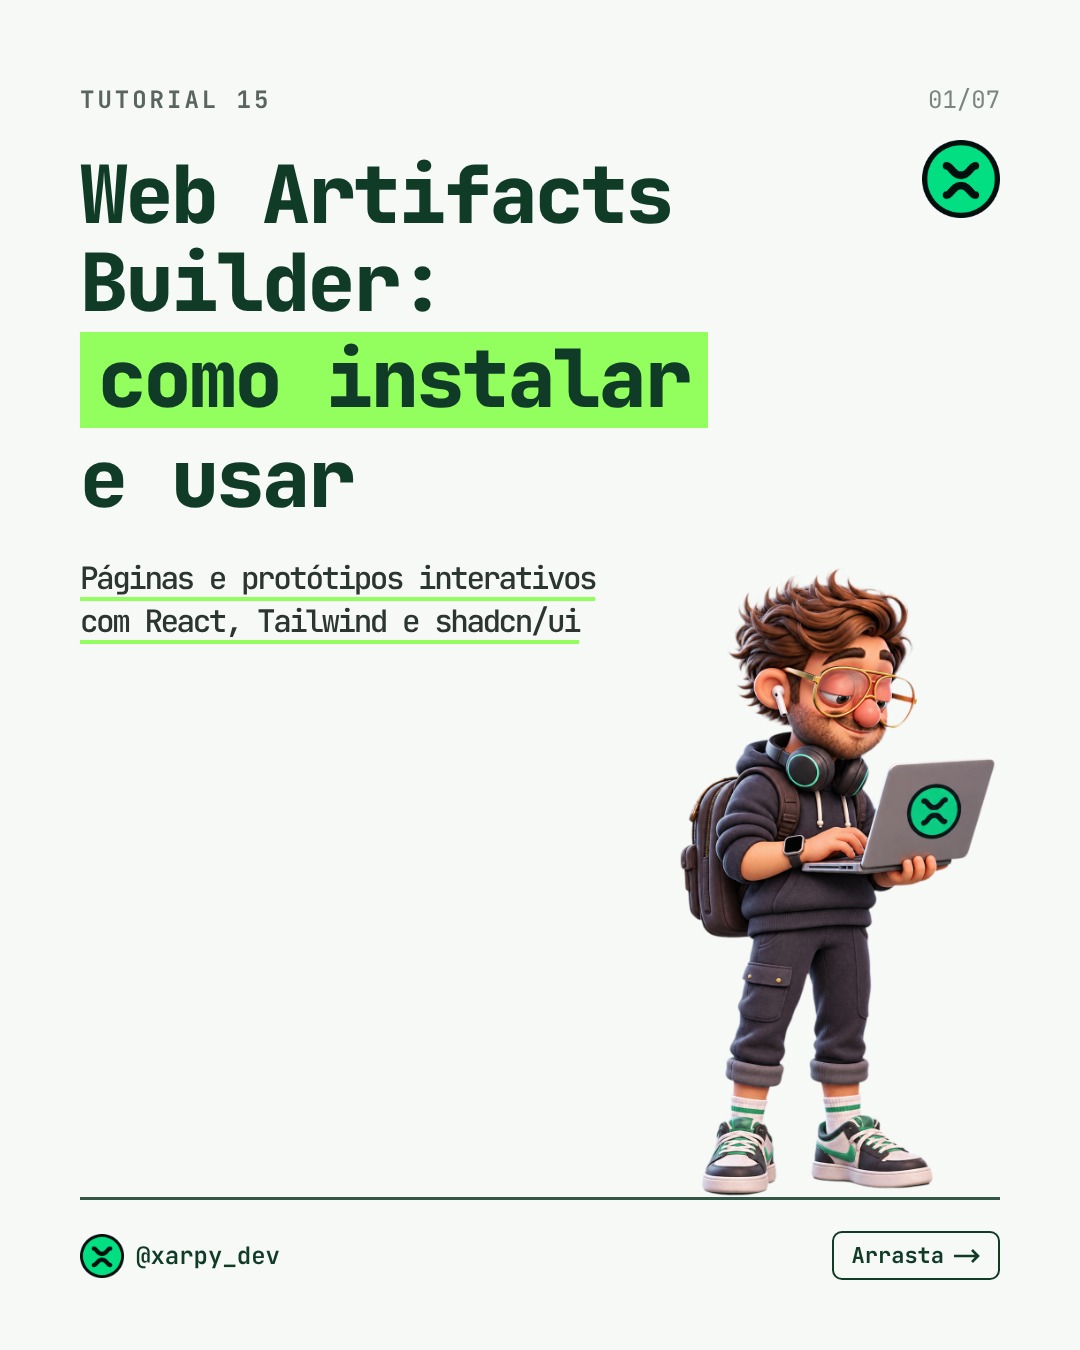 TUTORIAL 15
01/07
Web Artifacts
Builder:
como instalar
e usar
Páginas e protótipos interativos
com React, Tailwind e shadcn/ui
@xarpy_dev
Arrasta →